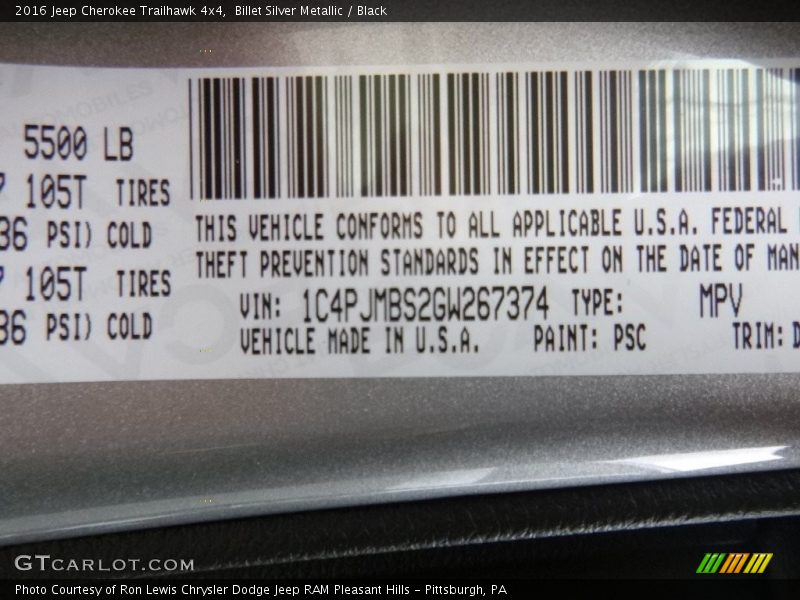 2016 Jeep Cherokee Trailhawk 4x4,  Billet Silver Metallic / Black
5500 LB
105T TIRES
36 PSI) COLD
105T TIRES
36 PSI) COLD
THIS VEHICLE CONFORMS TO ALL APPLICABLE U.S.A. FEDERAL
THEFT PREVENTION STANDARDS IN EFFECT ON THE DATE OF MAN
VIN: 1C4PJMBS2GW267374 TYPE: MPV
VEHICLE MADE IN U.S.A. PAINT: PSC TRIM:
GTCARLOT.COM
Photo Courtesy of Ron Lewis Chrysler Dodge Jeep RAM Pleasant Hills - Pittsburgh, PA